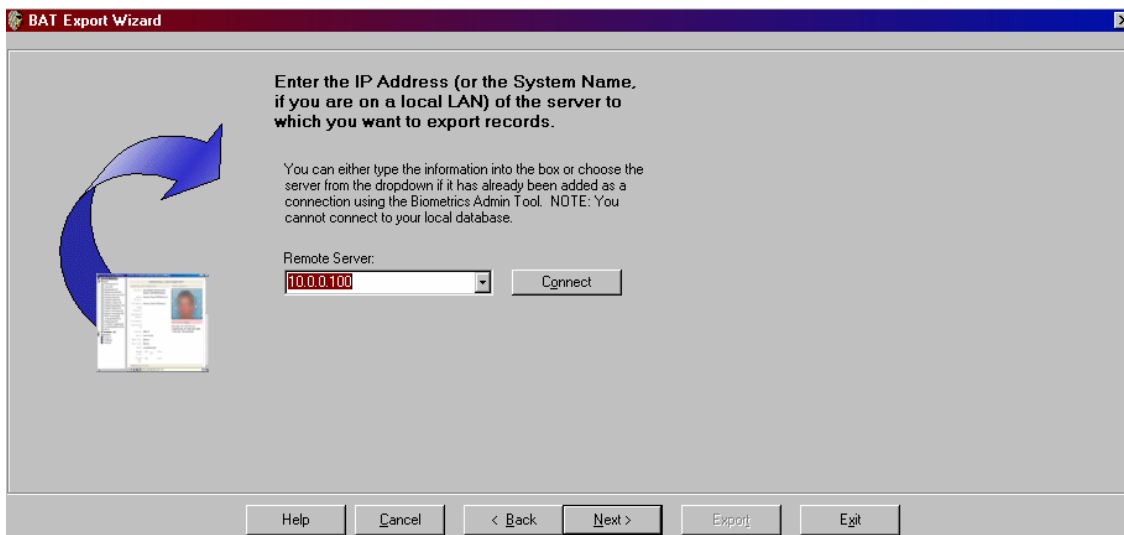 BAT Export Wizard
Enter the IP Address (or the System Name,
if you are on a local LAN) of the server to
which you want to export records.
You can either type the information into the box or choose the
server from the dropdown if it has already been added as a
connection using the Biometrics Admin Tool. NOTE: You
cannot connect to your local database.
Remote Server:
10.0.0.100
Connect
Help Cancel < Back Next > Export Exit